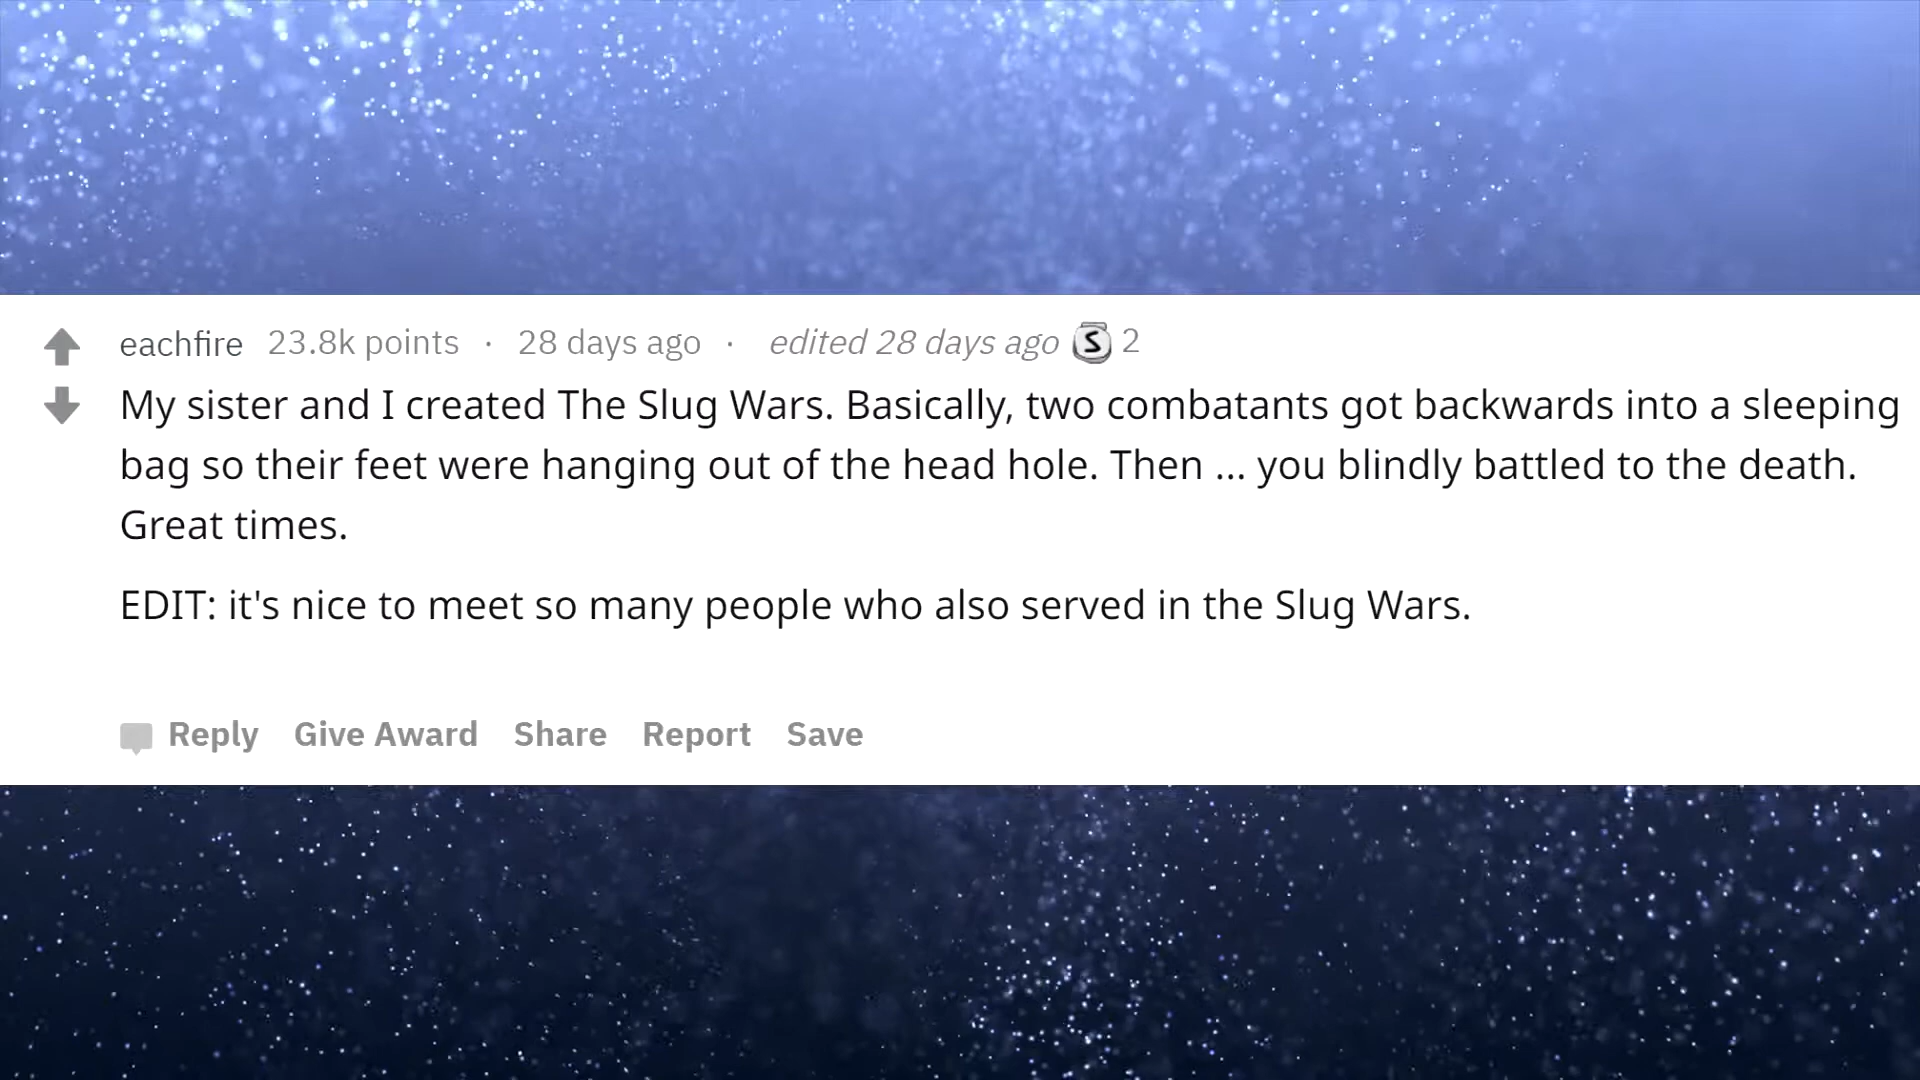 eachfire 23.8k points · 28 days ago · edited 28 days ago S 2
My sister and I created The Slug Wars. Basically, two combatants got backwards into a sleeping
bag so their feet were hanging out of the head hole. Then ... you blindly battled to the death.
Great times.
EDIT: it's nice to meet so many people who also served in the Slug Wars.
Reply Give Award Share Report Save